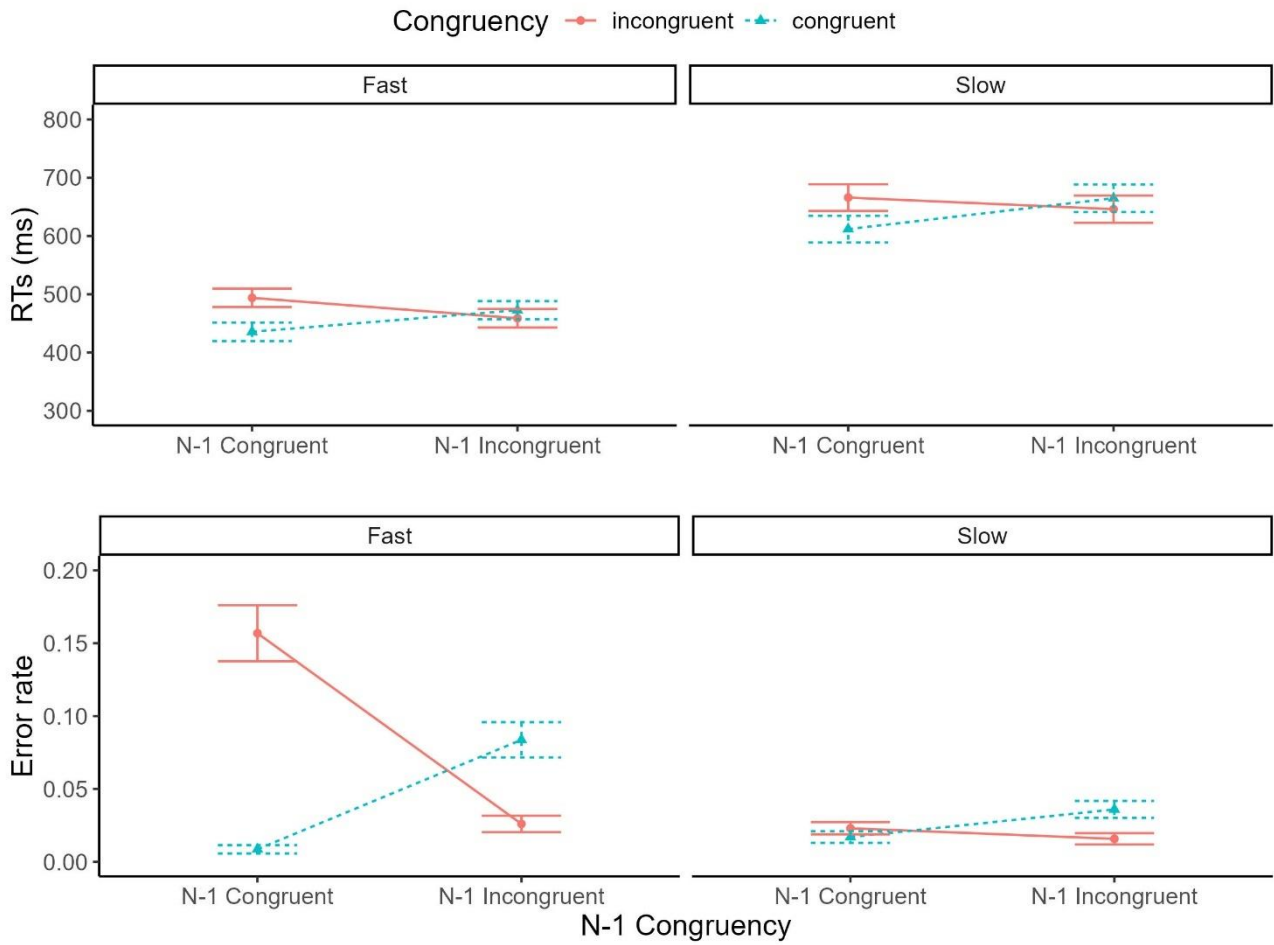 Congruency incongruent congruent
Fast Slow
RTs (ms)
800
700
600
500
400
300
N-1 Congruent N-1 Incongruent N-1 Congruent N-1 Incongruent
Fast Slow
Error rate
0.20
0.15
0.10
0.05
0.00
N-1 Congruent N-1 Incongruent N-1 Congruent N-1 Incongruent
N-1 Congruency